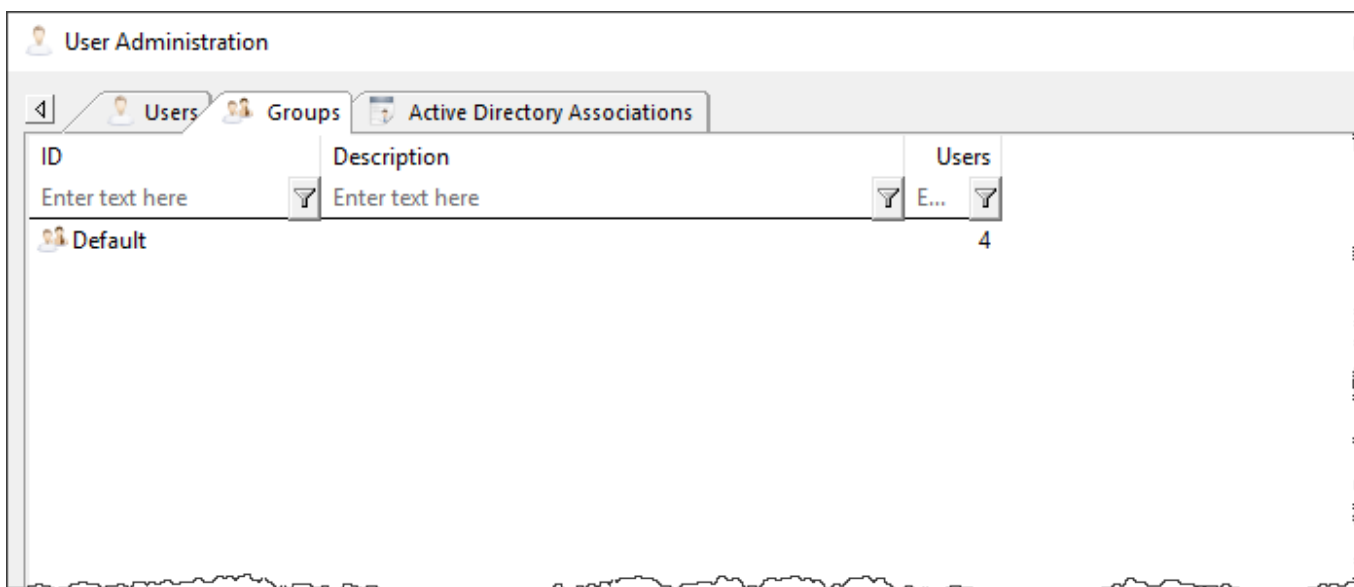 User Administration
Users Groups Active Directory Associations
ID Description Users
Enter text here Enter text here E...
Default 4